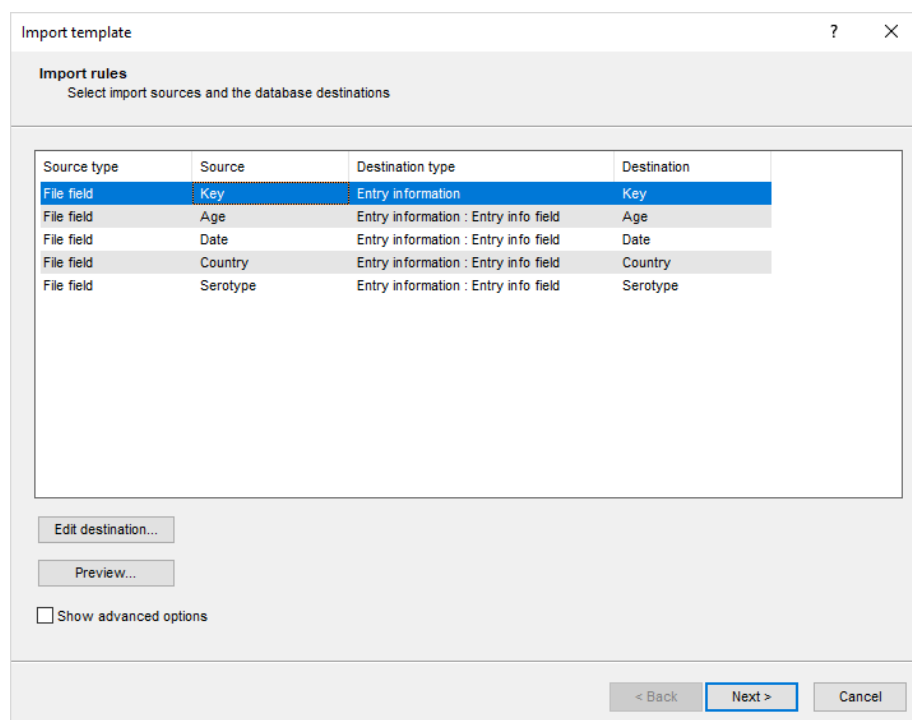 Import template
Import rules
Select import sources and the database destinations
Source type Source Destination type Destination
File field Key Entry information Key
File field Age Entry information : Entry info field Age
File field Date Entry information : Entry info field Date
File field Country Entry information : Entry info field Country
File field Serotype Entry information : Entry info field Serotype
Edit destination...
Preview...
Show advanced options
< Back Next > Cancel